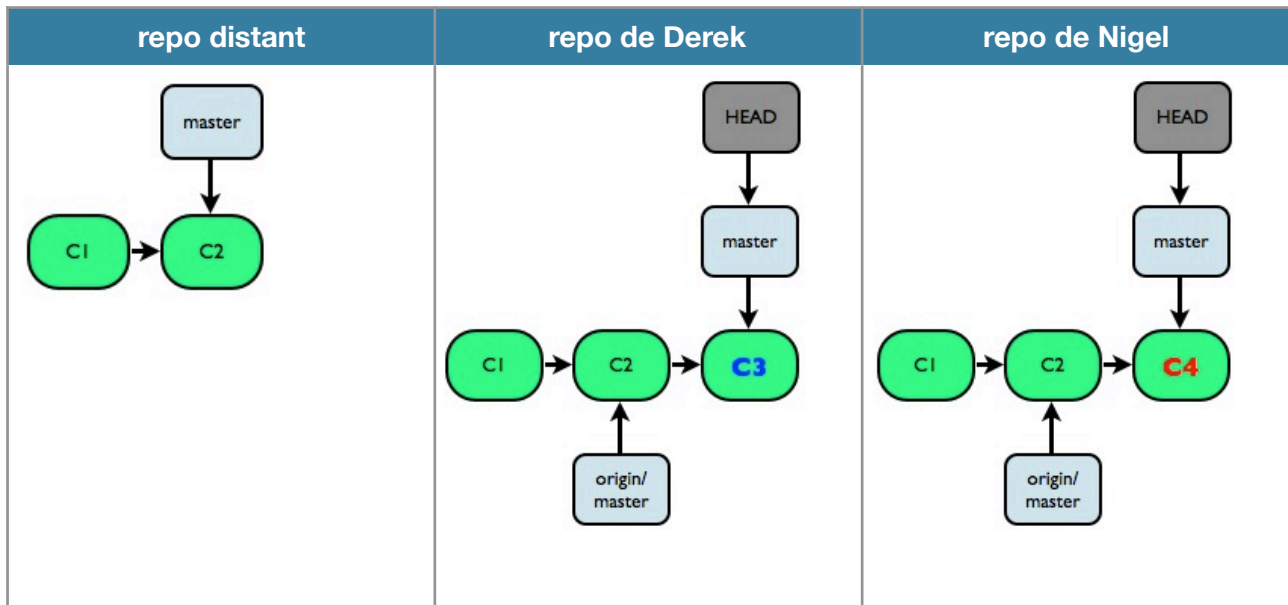 repo distant
repo de Derek
repo de Nigel
master
C1
C2
HEAD
master
C1
C2
C3
origin/
master
HEAD
master
C1
C2
C4
origin/
master